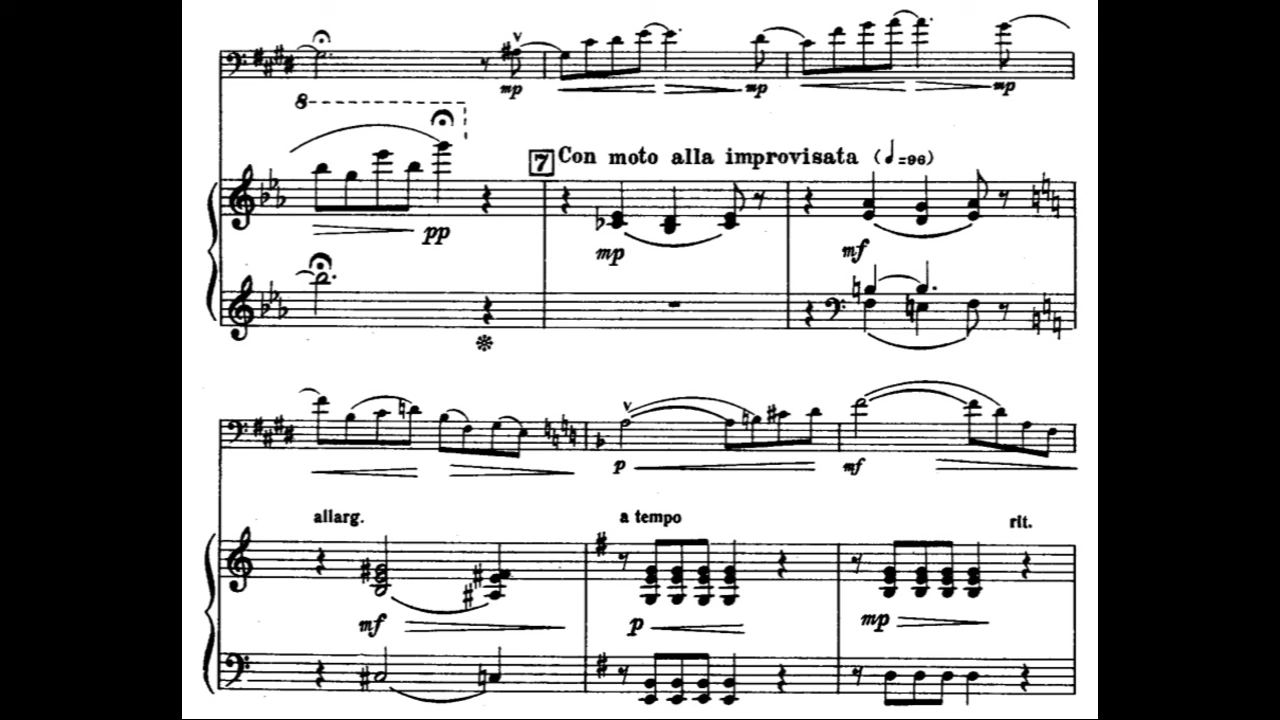 mp mp mp
8
7 Con moto alla improvisata (♩=96)
pp mp mf
p mf
allarg. a tempo rit.
mf p mp